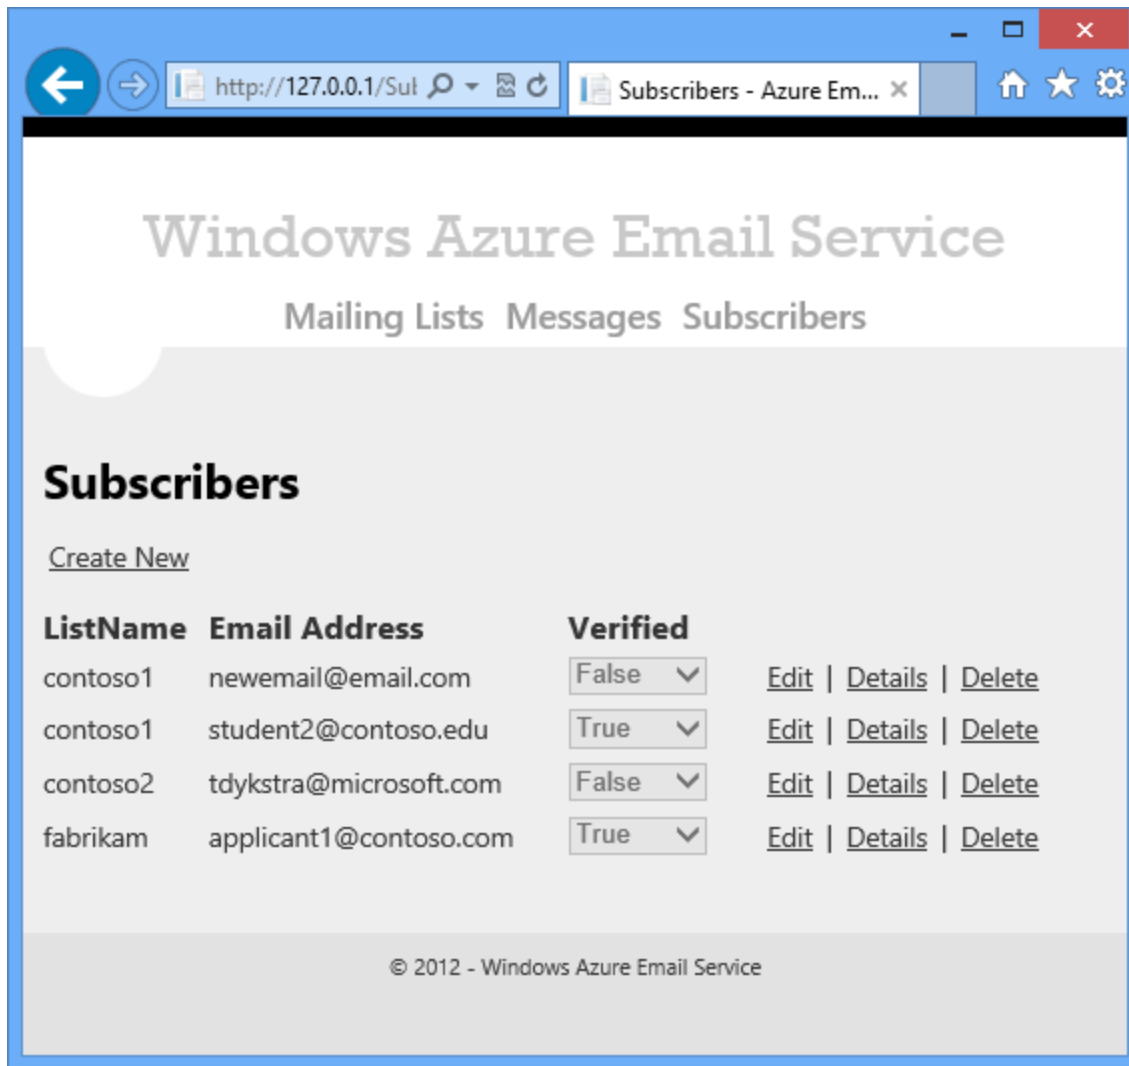 http://127.0.0.1/Sul
Subscribers - Azure Em...
Windows Azure Email Service
Mailing Lists Messages Subscribers
Subscribers
Create New
ListName Email Address Verified
contoso1 newemail@email.com False Edit | Details | Delete
contoso1 student2@contoso.edu True Edit | Details | Delete
contoso2 tdykstra@microsoft.com False Edit | Details | Delete
fabrikam applicant1@contoso.com True Edit | Details | Delete
© 2012 - Windows Azure Email Service